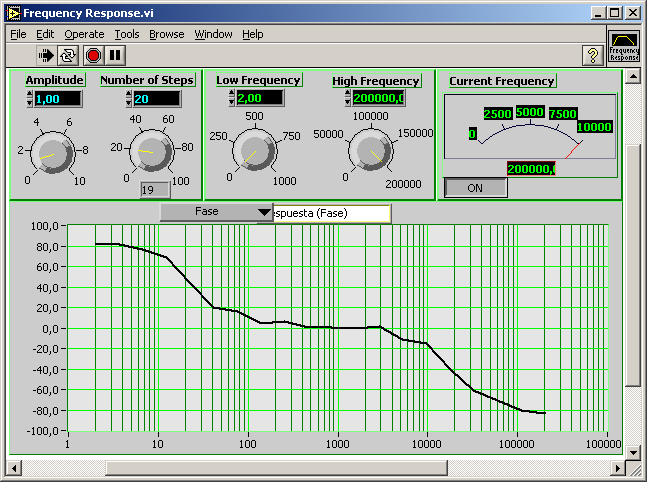 Frequency Response.vi
File Edit Operate Tools Browse Window Help
?
Frequency
Response
Amplitude Number of Steps Low Frequency High Frequency Current Frequency
1,00 20 2,00 200000,0
4 6
2 8
0 10
40 60
20 80
0 100
19
500
250 750
0 1000
100000
50000 150000
0 200000
0 2500 5000 7500 10000
200000,0
ON
Fase
espuesta (Fase)
100,0
80,0
60,0
40,0
20,0
0,0
-20,0
-40,0
-60,0
-80,0
-100,0
1 10 100 1000 10000 100000 100000